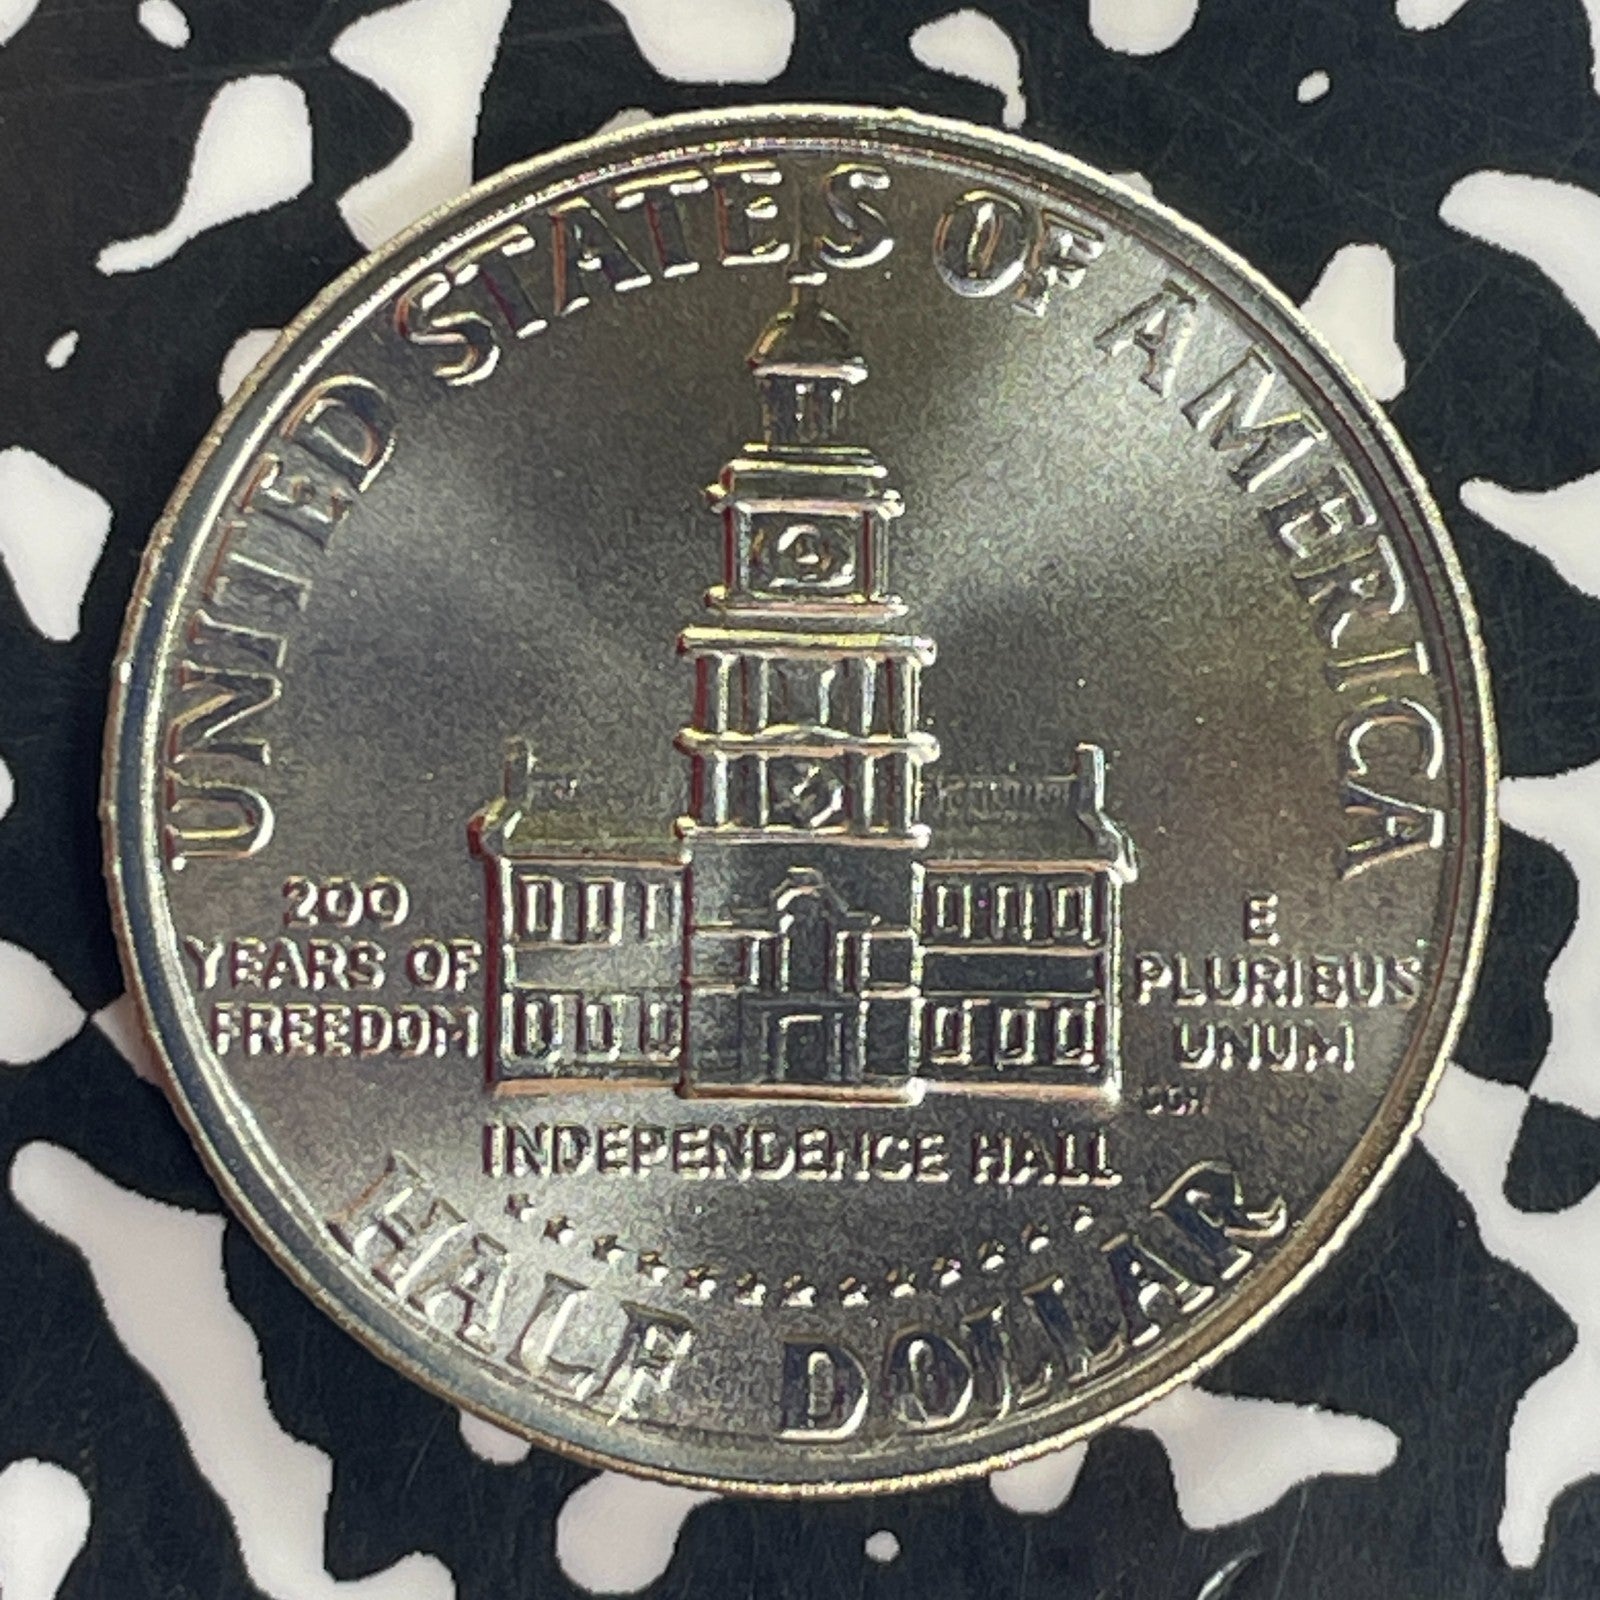 UNITED STATES OF AMERICA
200
YEARS OF
FREEDOM
E
PLURIBUS
UNUM
INDEPENDENCE HALL
HALF DOLLAR